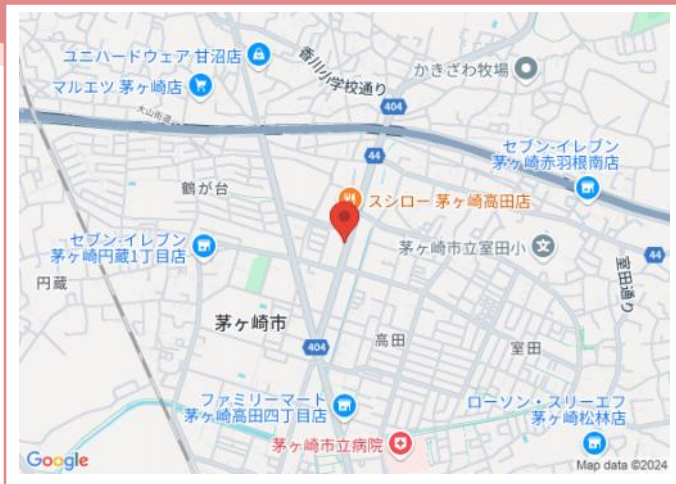 ユニハードウェア 甘沼店
マルエツ 茅ヶ崎店
香川小学校通り
かきざわ牧場
404
大山街道
44
セブン-イレブン
茅ヶ崎赤羽根南店
鶴が台
スシロー 茅ヶ崎高田店
セブン-イレブン
茅ヶ崎円蔵1丁目店
茅ヶ崎市立室田小
文
44
円蔵
室田通り
茅ヶ崎市
404
高田
室田
ファミリーマート
茅ヶ崎高田四丁目店
ローソン・スリーエフ
茅ヶ崎松林店
茅ヶ崎市立病院
Google
Map data ©2024